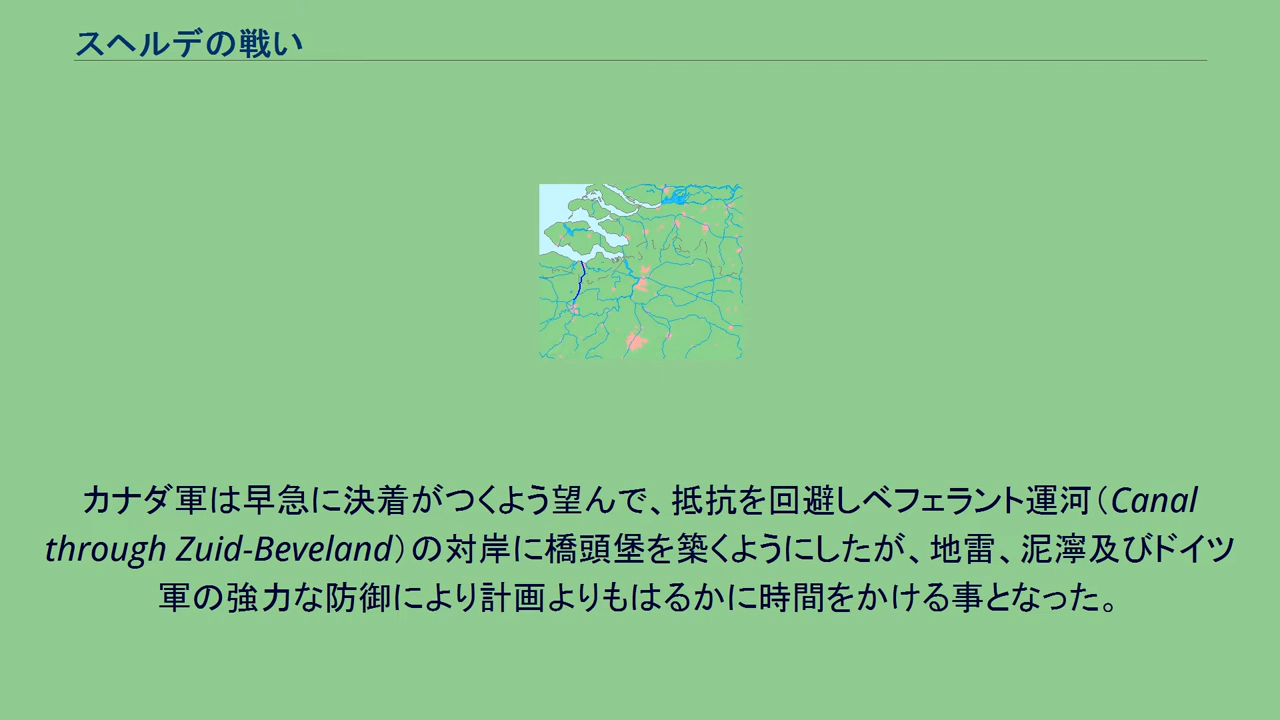 スヘルデの戦い
カナダ軍は早急に決着がつくよう望んで、抵抗を回避しベフェラント運河（Canal
through Zuid-Beveland）の対岸に橋頭堡を築くようにしたが、地雷、泥濘及びドイツ
軍の強力な防御により計画よりもはるかに時間をかける事となった。